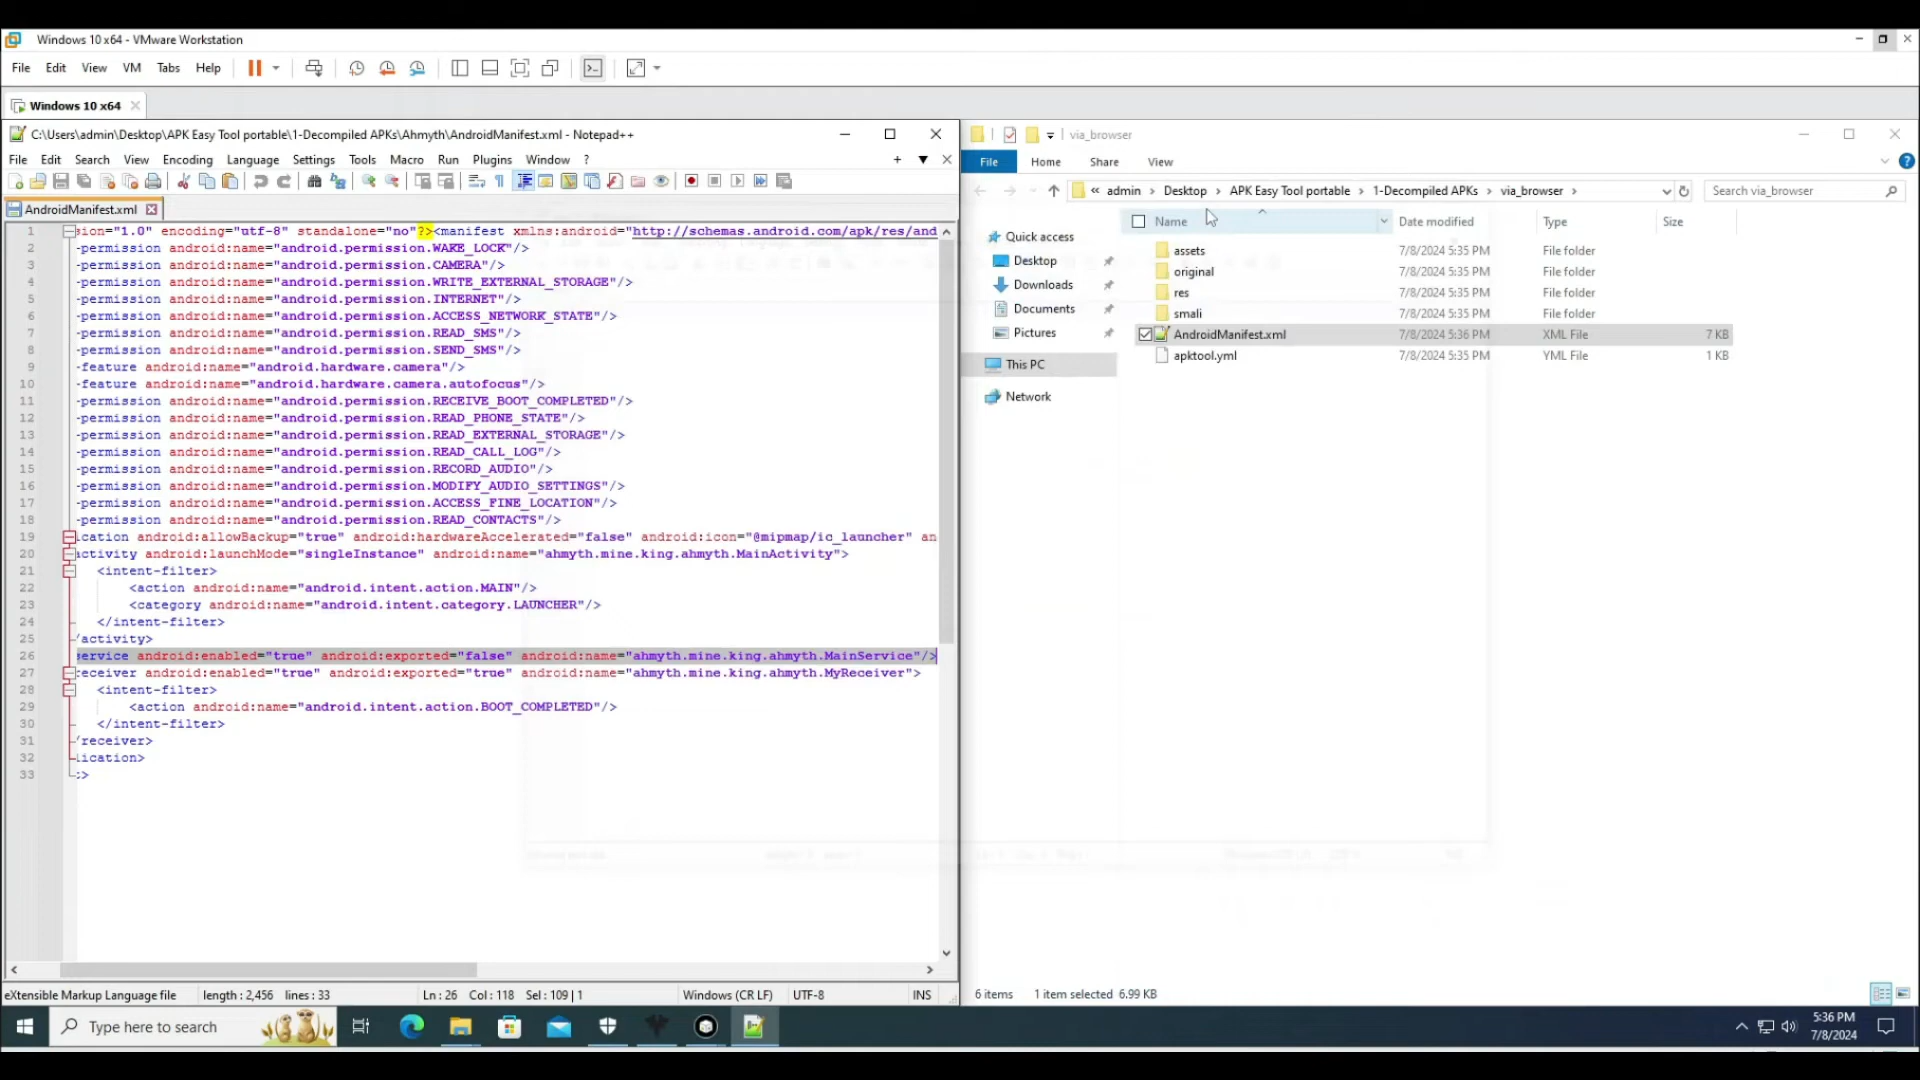 Windows 10 x64 - VMware Workstation
File Edit View VM Tabs Help
Windows 10 x64
C:\Users\admin\Desktop\APK Easy Tool portable\1-Decompiled APKs\Ahmyth\AndroidManifest.xml - Notepad++
File Edit Search View Encoding Language Settings Tools Macro Run Plugins Window ?
AndroidManifest.xml
1 sion="1.0" encoding="utf-8" standalone="no"?><manifest xmlns:android="http://schemas.android.com/apk/res/and
2 -permission android:name="android.permission.WAKE_LOCK"/>
3 -permission android:name="android.permission.CAMERA"/>
4 -permission android:name="android.permission.WRITE_EXTERNAL_STORAGE"/>
5 -permission android:name="android.permission.INTERNET"/>
6 -permission android:name="android.permission.ACCESS_NETWORK_STATE"/>
7 -permission android:name="android.permission.READ_SMS"/>
8 -permission android:name="android.permission.SEND_SMS"/>
9 -feature android:name="android.hardware.camera"/>
10 -feature android:name="android.hardware.camera.autofocus"/>
11 -permission android:name="android.permission.RECEIVE_BOOT_COMPLETED"/>
12 -permission android:name="android.permission.READ_PHONE_STATE"/>
13 -permission android:name="android.permission.READ_EXTERNAL_STORAGE"/>
14 -permission android:name="android.permission.READ_CALL_LOG"/>
15 -permission android:name="android.permission.RECORD_AUDIO"/>
16 -permission android:name="android.permission.MODIFY_AUDIO_SETTINGS"/>
17 -permission android:name="android.permission.ACCESS_FINE_LOCATION"/>
18 -permission android:name="android.permission.READ_CONTACTS"/>
19 ication android:allowBackup="true" android:hardwareAccelerated="false" android:icon="@mipmap/ic_launcher" an
20 activity android:launchMode="singleInstance" android:name="ahmyth.mine.king.ahmyth.MainActivity">
21 <intent-filter>
22 <action android:name="android.intent.action.MAIN"/>
23 <category android:name="android.intent.category.LAUNCHER"/>
24 </intent-filter>
25 /activity>
26 service android:enabled="true" android:exported="false" android:name="ahmyth.mine.king.ahmyth.MainService"/>
27 receiver android:enabled="true" android:exported="true" android:name="ahmyth.mine.king.ahmyth.MyReceiver">
28 <intent-filter>
29 <action android:name="android.intent.action.BOOT_COMPLETED"/>
30 </intent-filter>
31 /receiver>
32 lication>
33 >
eXtensible Markup Language file length : 2,456 lines : 33 Ln : 26 Col : 118 Sel : 109 | 1 Windows (CR LF) UTF-8 INS
via_browser
File Home Share View
« admin Desktop APK Easy Tool portable 1-Decompiled APKs via_browser
Search via_browser
Name Date modified Type Size
Quick access
Desktop
Downloads
Documents
Pictures
This PC
Network
assets 7/8/2024 5:35 PM File folder
original 7/8/2024 5:35 PM File folder
res 7/8/2024 5:35 PM File folder
smali 7/8/2024 5:35 PM File folder
AndroidManifest.xml 7/8/2024 5:36 PM XML File 7 KB
apktool.yml 7/8/2024 5:35 PM YML File 1 KB
6 items 1 item selected 6.99 KB
Type here to search
5:36 PM
7/8/2024